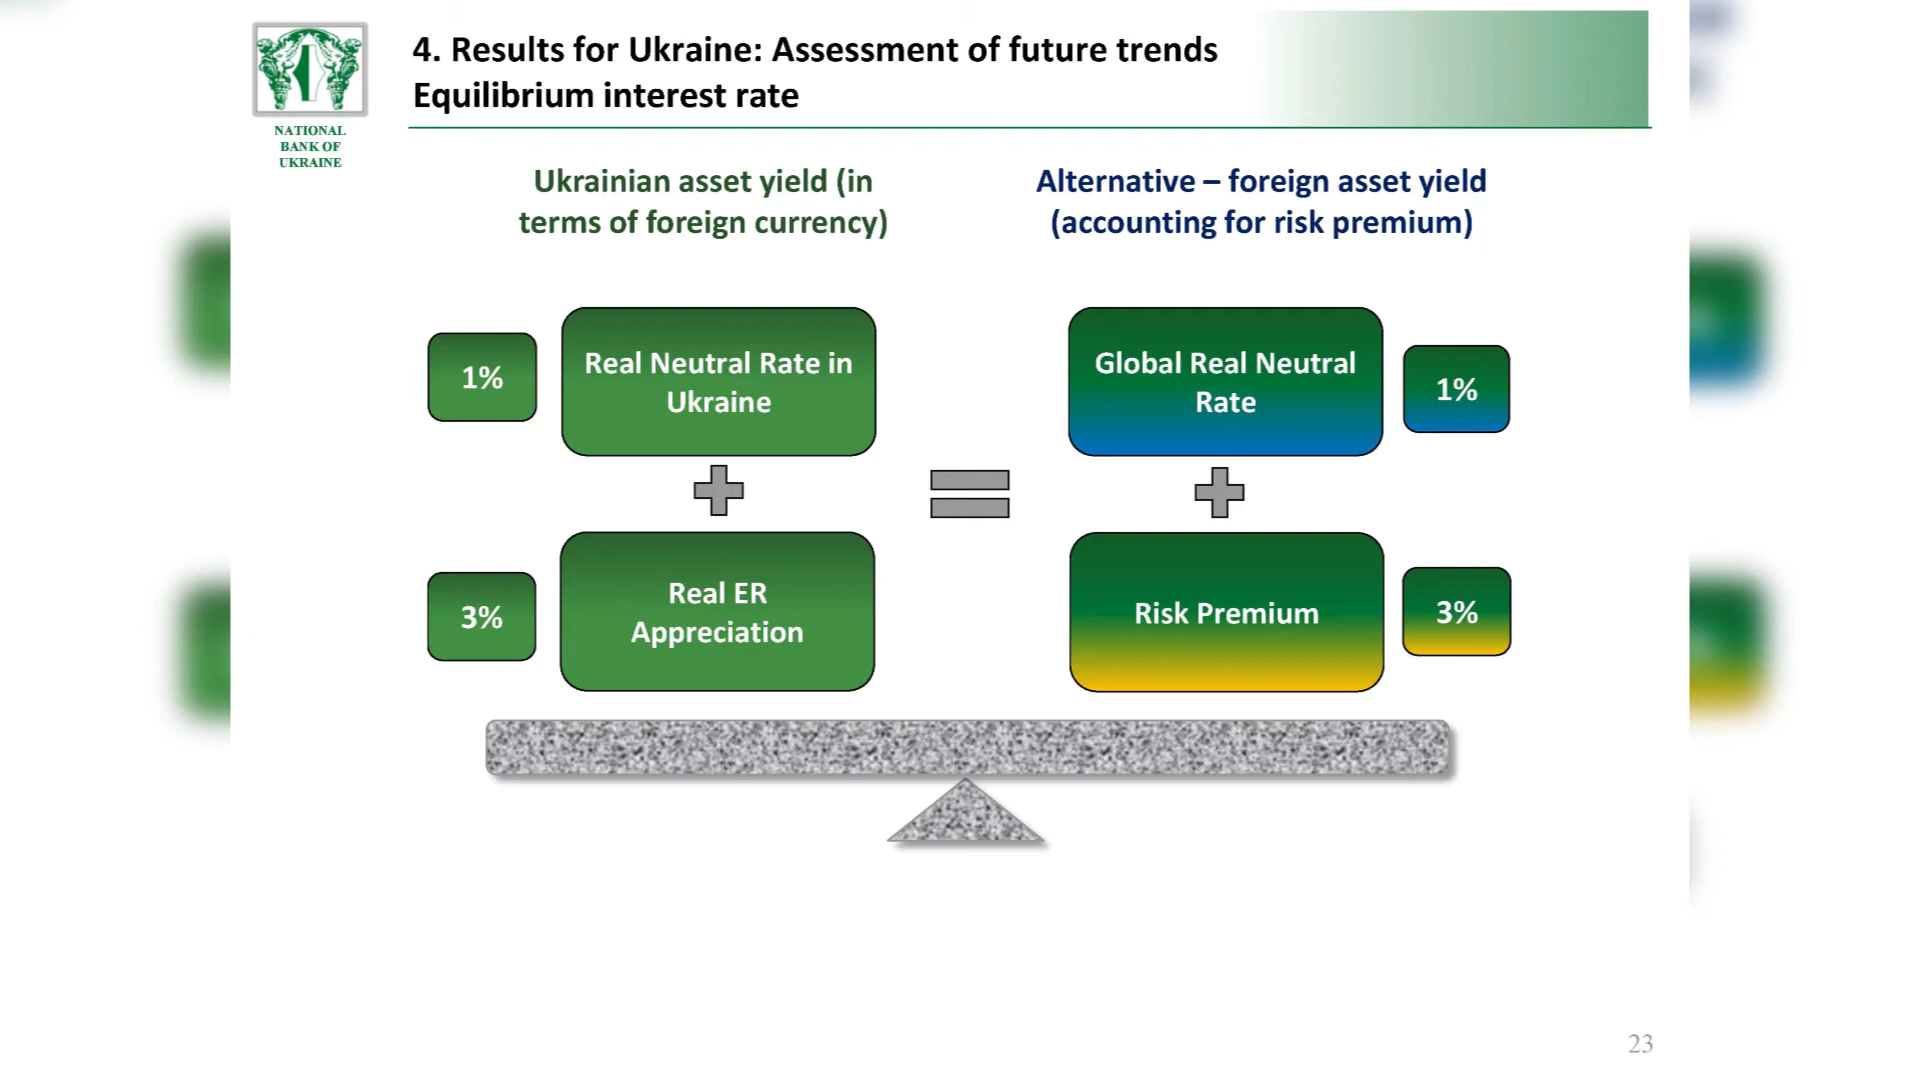 4. Results for Ukraine: Assessment of future trends
Equilibrium interest rate
NATIONAL
BANK OF
UKRAINE
Ukrainian asset yield (in
terms of foreign currency)
Alternative – foreign asset yield
(accounting for risk premium)
1%
Real Neutral Rate in
Ukraine
Global Real Neutral
Rate
1%
3%
Real ER
Appreciation
Risk Premium
3%
23